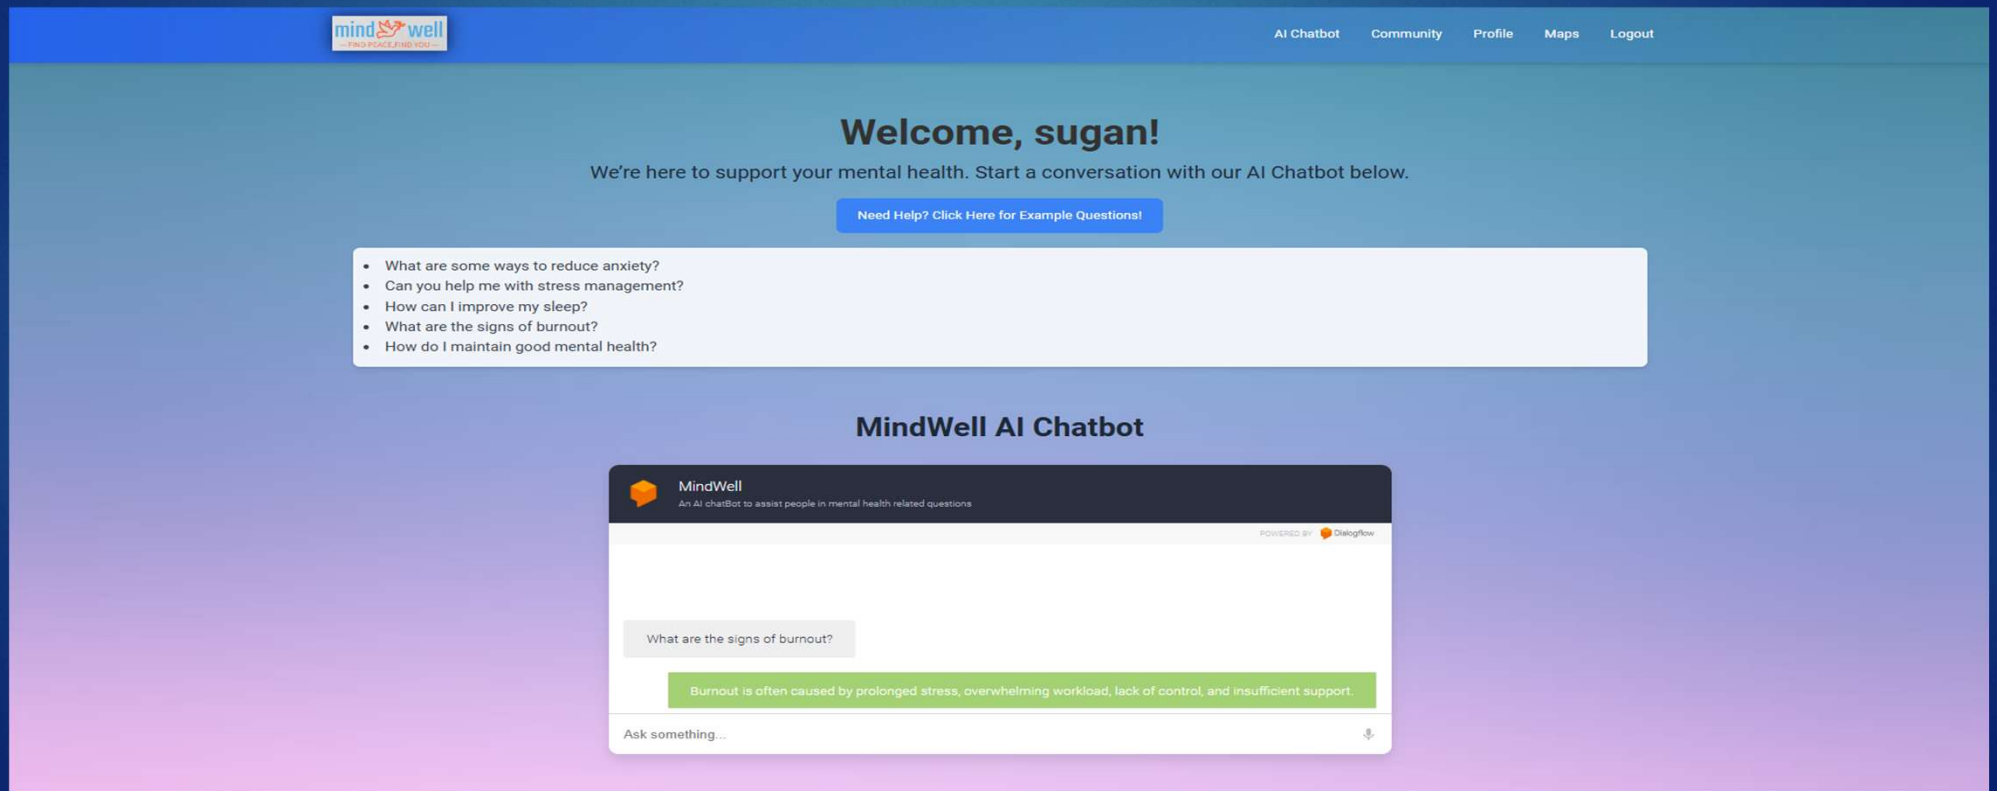 mind well
—FIND PEACE,FIND YOU—
AI Chatbot Community Profile Maps Logout
Welcome, sugan!
We're here to support your mental health. Start a conversation with our AI Chatbot below.
Need Help? Click Here for Example Questions!
• What are some ways to reduce anxiety?
• Can you help me with stress management?
• How can I improve my sleep?
• What are the signs of burnout?
• How do I maintain good mental health?
MindWell AI Chatbot
MindWell
An AI chatBot to assist people in mental health related questions
POWERED BY Dialogflow
What are the signs of burnout?
Burnout is often caused by prolonged stress, overwhelming workload, lack of control, and insufficient support.
Ask something...